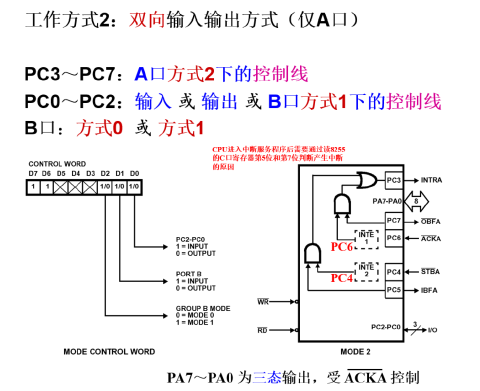 工作方式2：双向输入输出方式（仅A口）
PC3～PC7：A口方式2下的控制线
PC0～PC2：输入 或 输出 或 B口方式1下的控制线
B口：方式0 或 方式1
CPU进入中断服务程序后需要通过读8255
的C口寄存器第5位和第7位判断产生中断
的原因
CONTROL WORD
D7 D6 D5 D4 D3 D2 D1 D0
1 1 1/0 1/0 1/0
PC2-PC0
1 = INPUT
0 = OUTPUT
PORT B
1 = INPUT
0 = OUTPUT
GROUP B MODE
0 = MODE 0
1 = MODE 1
MODE CONTROL WORD
PC3 INTRA
PA7-PA0 8
PC7 OBFA
INTE
1
PC6 PC6 ACKA
INTE
2
PC4 PC4 STBA
PC5 IBFA
WR
RD
PC2-PC0 3 I/O
MODE 2
PA7～PA0 为三态输出，受 ACKA 控制